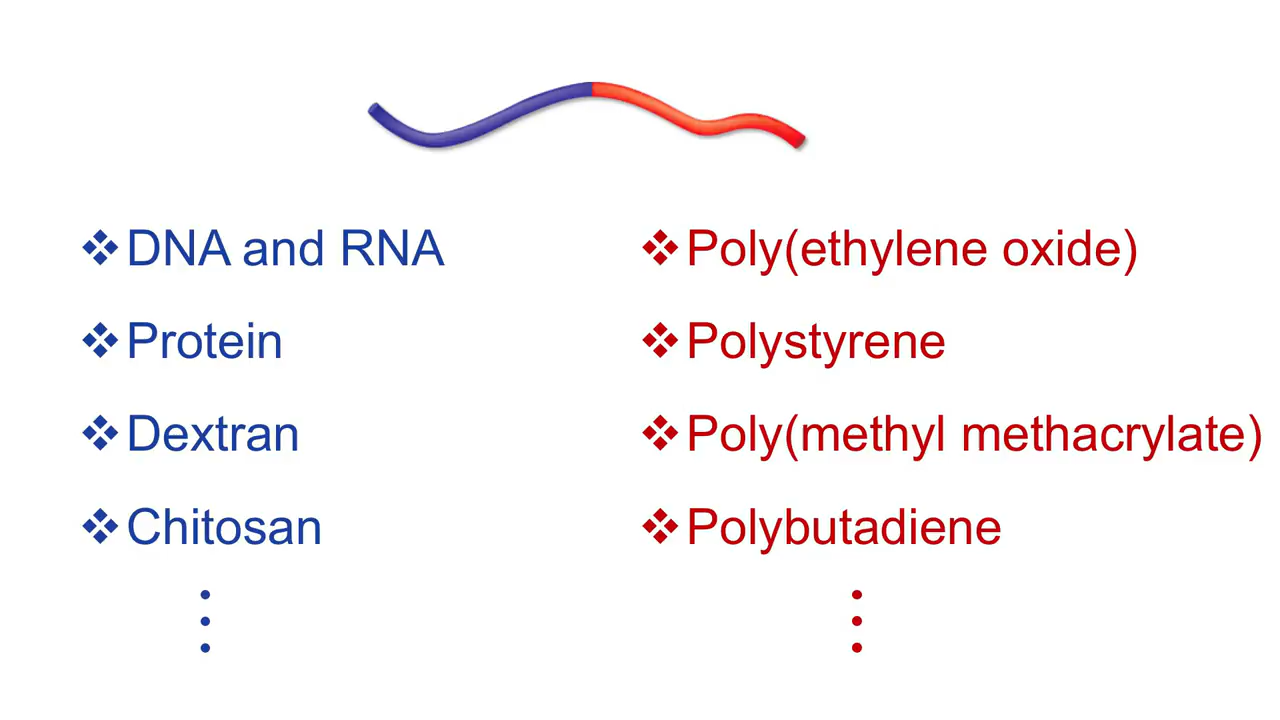 ❖DNA and RNA
❖Protein
❖Dextran
❖Chitosan
❖Poly(ethylene oxide)
❖Polystyrene
❖Poly(methyl methacrylate)
❖Polybutadiene